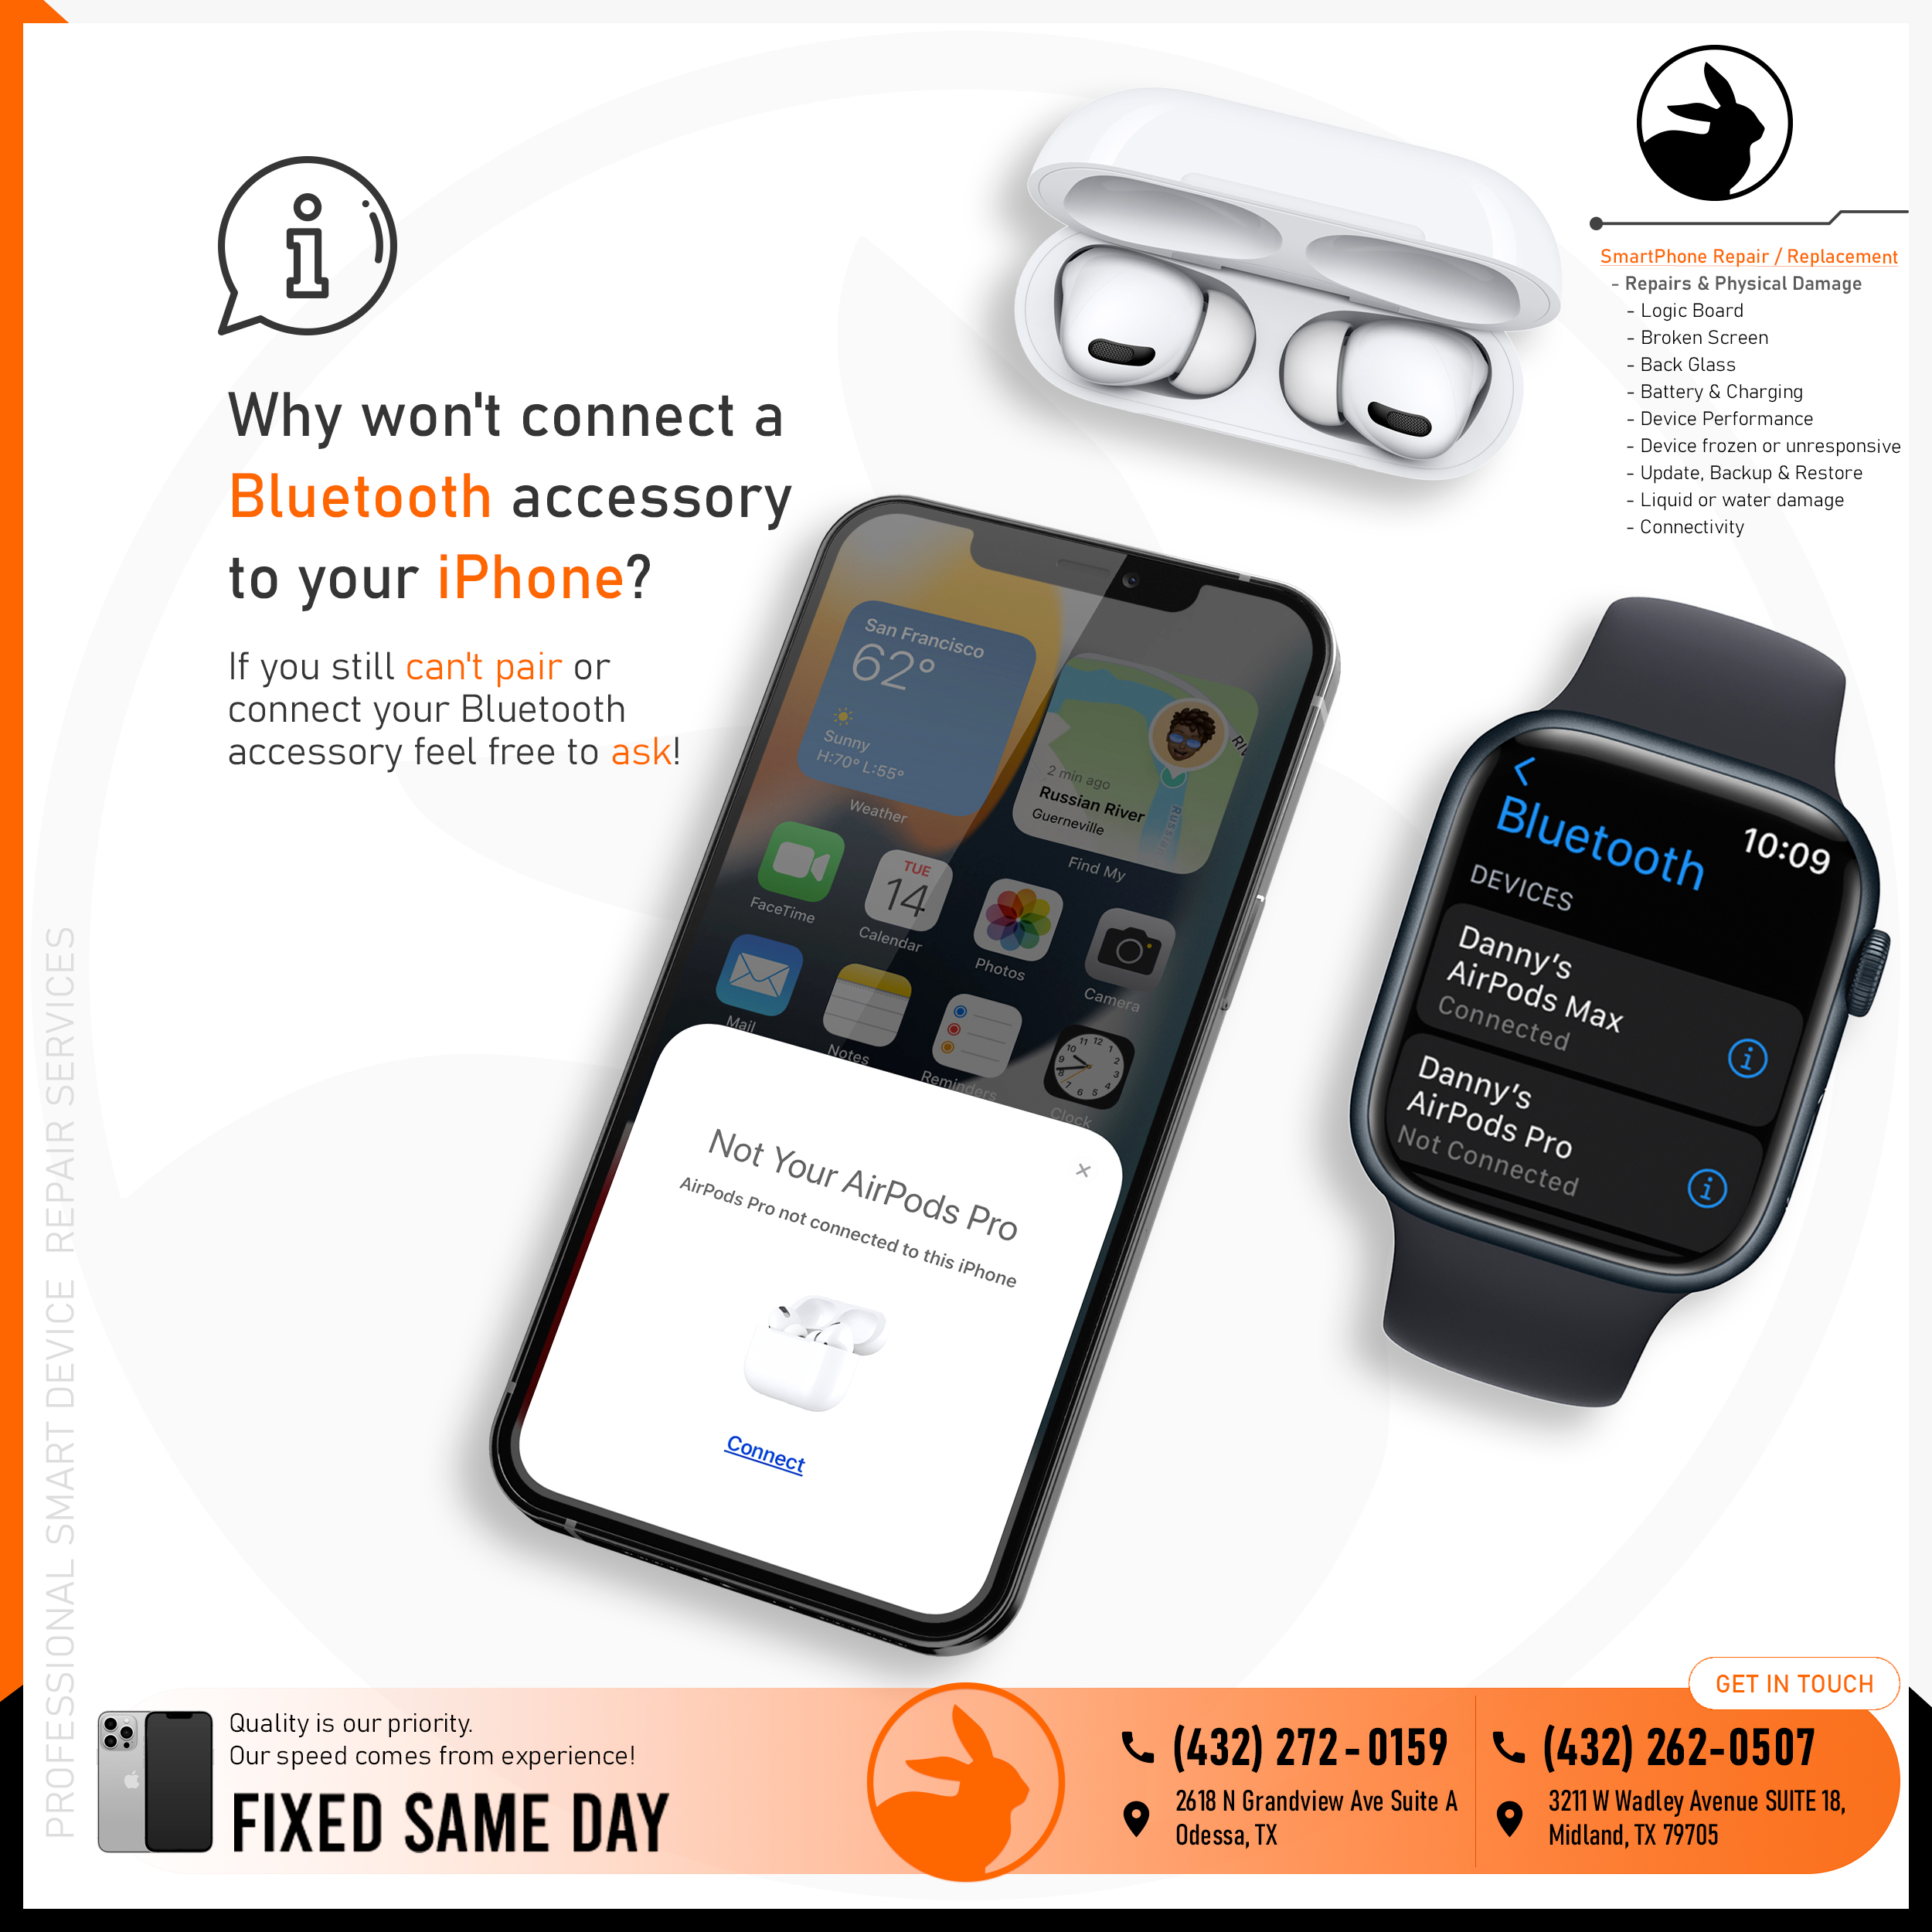 Why won't connect a
Bluetooth accessory
to your iPhone?
If you still can't pair or
connect your Bluetooth
accessory feel free to ask!
SmartPhone Repair / Replacement
- Repairs & Physical Damage
- Logic Board
- Broken Screen
- Back Glass
- Battery & Charging
- Device Performance
- Device frozen or unresponsive
- Update, Backup & Restore
- Liquid or water damage
- Connectivity
San Francisco
62°
Sunny
H:70° L:55°
Weather
2 min ago
Russian River
Guerneville
Find My
FaceTime
TUE
14
Calendar
Photos
Camera
Mail
Notes
Reminders
Clock
Not Your AirPods Pro
AirPods Pro not connected to this iPhone
Connect
Bluetooth
10:09
DEVICES
Danny's
AirPods Max
Connected
Danny's
AirPods Pro
Not Connected
PROFESSIONAL SMART DEVICE REPAIR SERVICES
Quality is our priority.
Our speed comes from experience!
FIXED SAME DAY
GET IN TOUCH
(432) 272-0159
2618 N Grandview Ave Suite A
Odessa, TX
(432) 262-0507
3211 W Wadley Avenue SUITE 18,
Midland, TX 79705